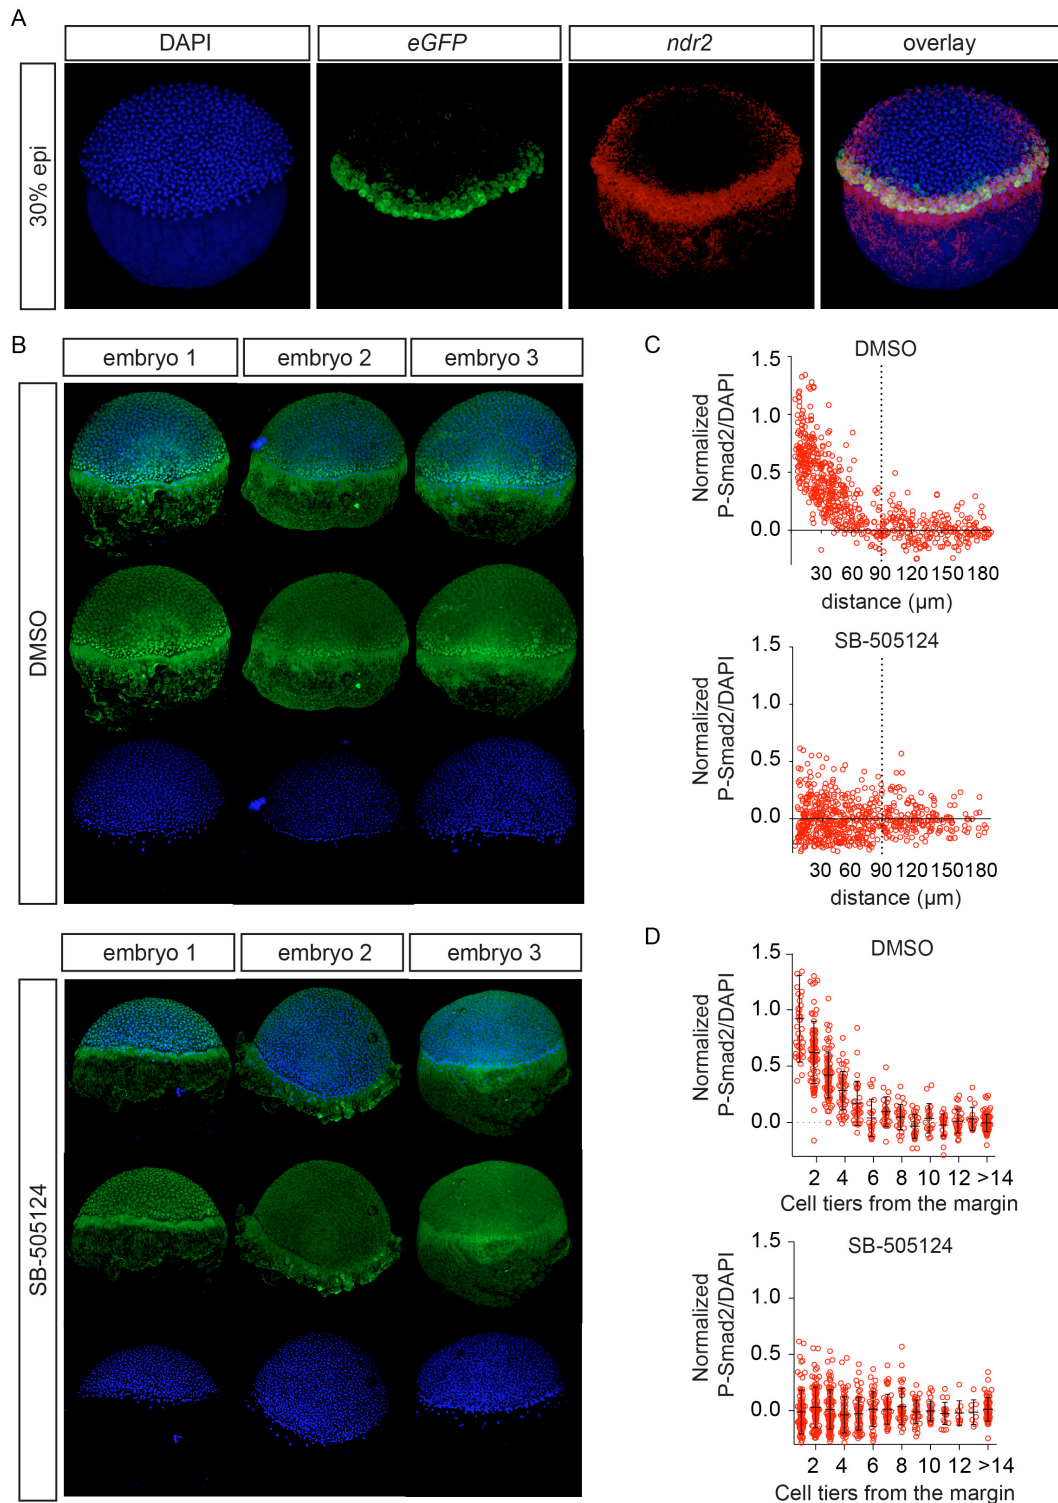 A
DAPI
eGFP
ndr2
overlay
30% epi
B
embryo 1
embryo 2
embryo 3
DMSO
embryo 1
embryo 2
embryo 3
SB-505124
C
DMSO
Normalized
P-Smad2/DAPI
1.5
1.0
0.5
0.0
30 60 90 120 150 180
distance (µm)
SB-505124
Normalized
P-Smad2/DAPI
1.5
1.0
0.5
0.0
30 60 90 120 150 180
distance (µm)
D
DMSO
Normalized
P-Smad2/DAPI
1.5
1.0
0.5
0.0
2 4 6 8 10 12 >14
Cell tiers from the margin
SB-505124
Normalized
P-Smad2/DAPI
1.5
1.0
0.5
0.0
2 4 6 8 10 12 >14
Cell tiers from the margin